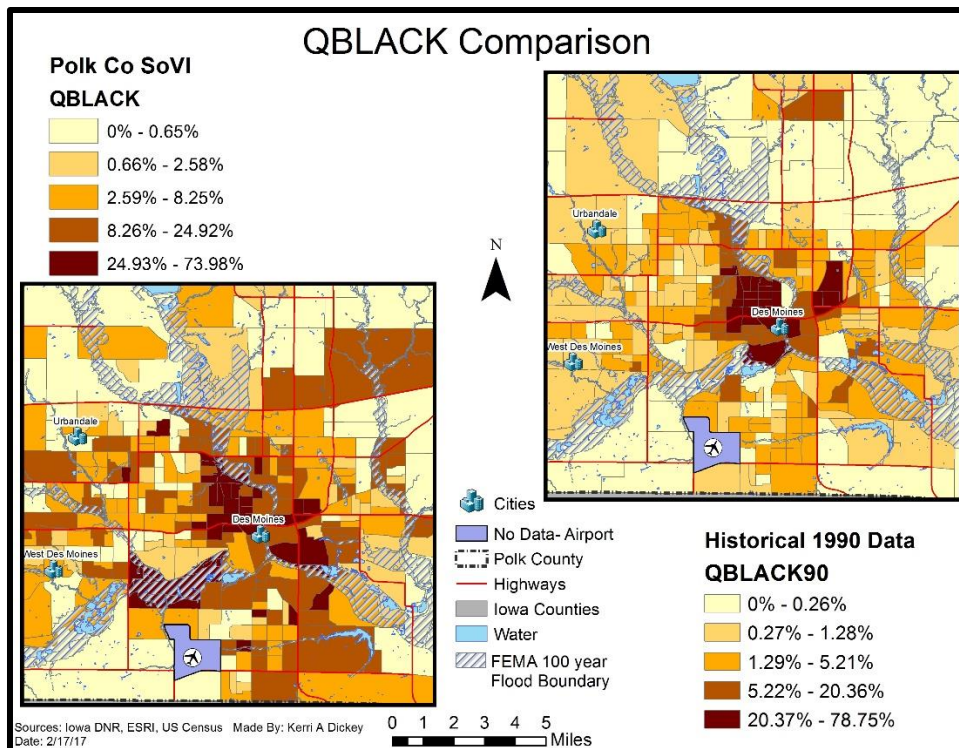 QBLACK Comparison
Polk Co SoVI
QBLACK
0% - 0.65%
0.66% - 2.58%
2.59% - 8.25%
8.26% - 24.92%
24.93% - 73.98%
Urbandale
Des Moines
West Des Moines
N
Urbandale
Des Moines
West Des Moines
Cities
No Data- Airport
Polk County
Highways
Iowa Counties
Water
FEMA 100 year
Flood Boundary
Historical 1990 Data
QBLACK90
0% - 0.26%
0.27% - 1.28%
1.29% - 5.21%
5.22% - 20.36%
20.37% - 78.75%
Sources: Iowa DNR, ESRI, US Census Made By: Kerri A Dickey
Date: 2/17/17
0 1 2 3 4 5
Miles